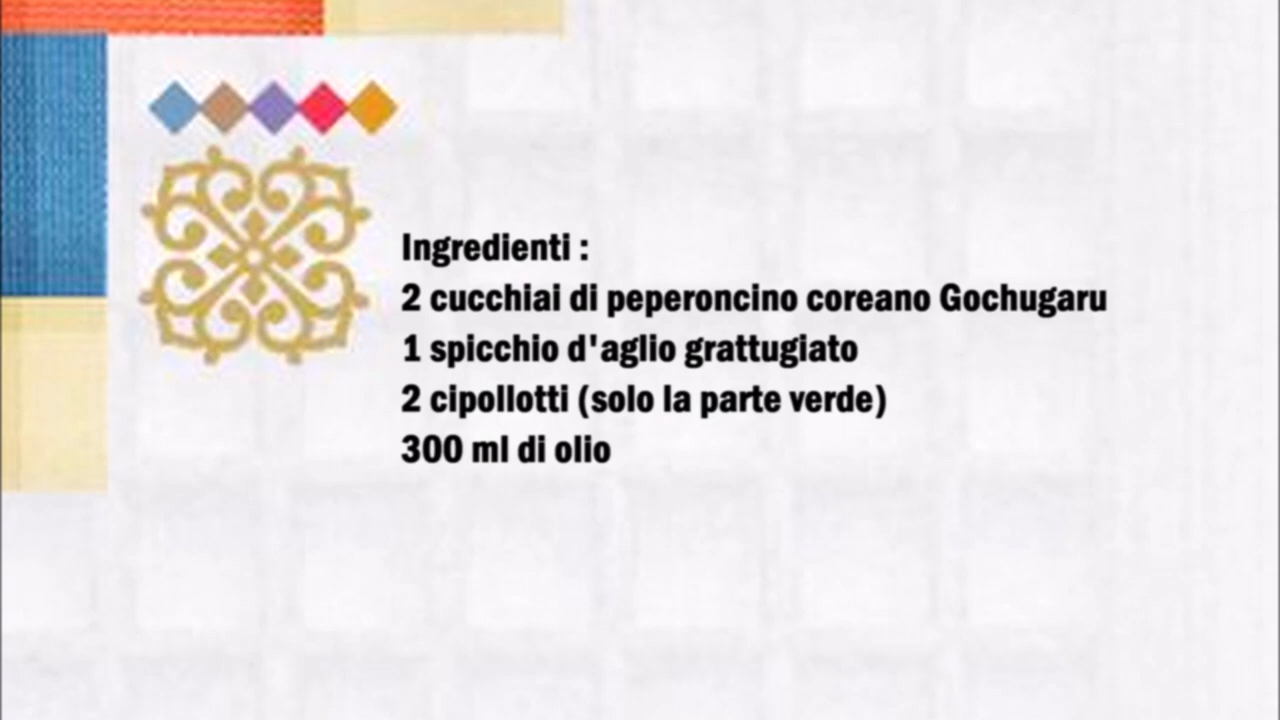 Ingredienti :
2 cucchiai di peperoncino coreano Gochugaru
1 spicchio d'aglio grattugiato
2 cipollotti (solo la parte verde)
300 ml di olio